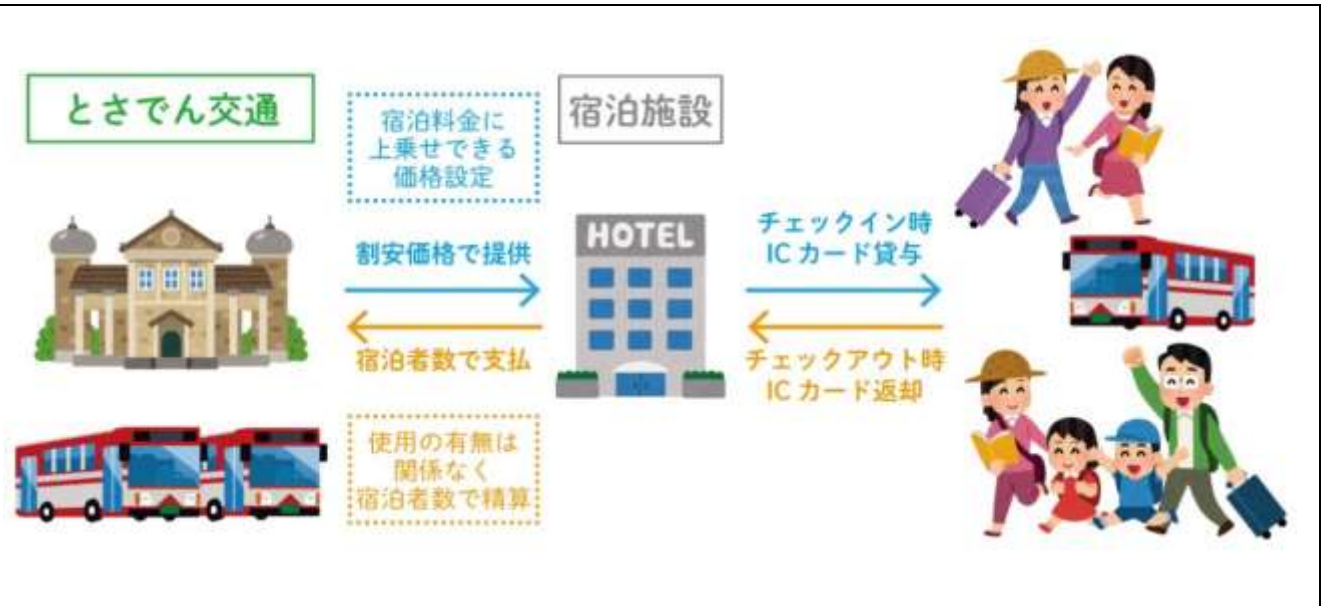 とさでん交通
宿泊料金に
上乗せできる
価格設定
宿泊施設
割安価格で提供
宿泊者数で支払
使用の有無は
関係なく
宿泊者数で精算
HOTEL
チェックイン時
ICカード貸与
チェックアウト時
ICカード返却